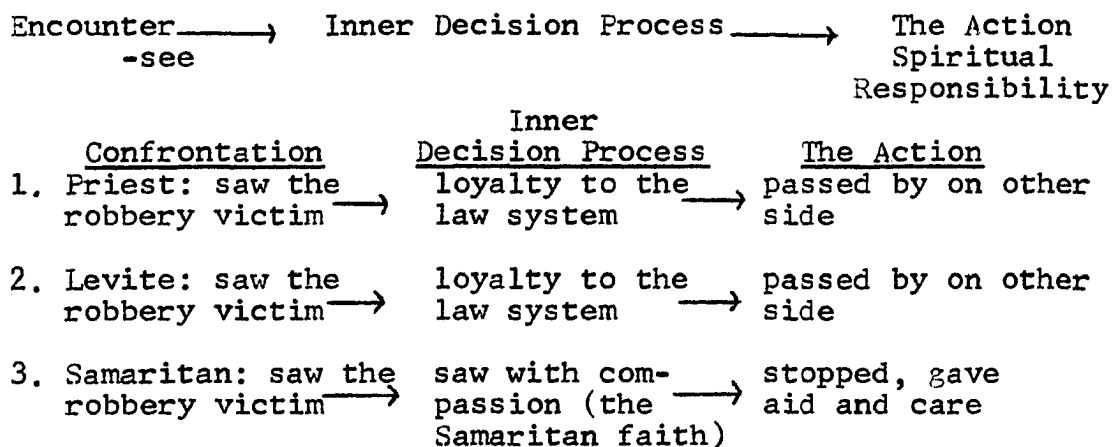 Encounter → Inner Decision Process → The Action
-see Spiritual
Responsibility
Inner
Confrontation Decision Process The Action
1. Priest: saw the → loyalty to the → passed by on other
robbery victim law system side
2. Levite: saw the → loyalty to the → passed by on other
robbery victim law system side
3. Samaritan: saw the → saw with com- → stopped, gave
robbery victim passion (the aid and care
Samaritan faith)